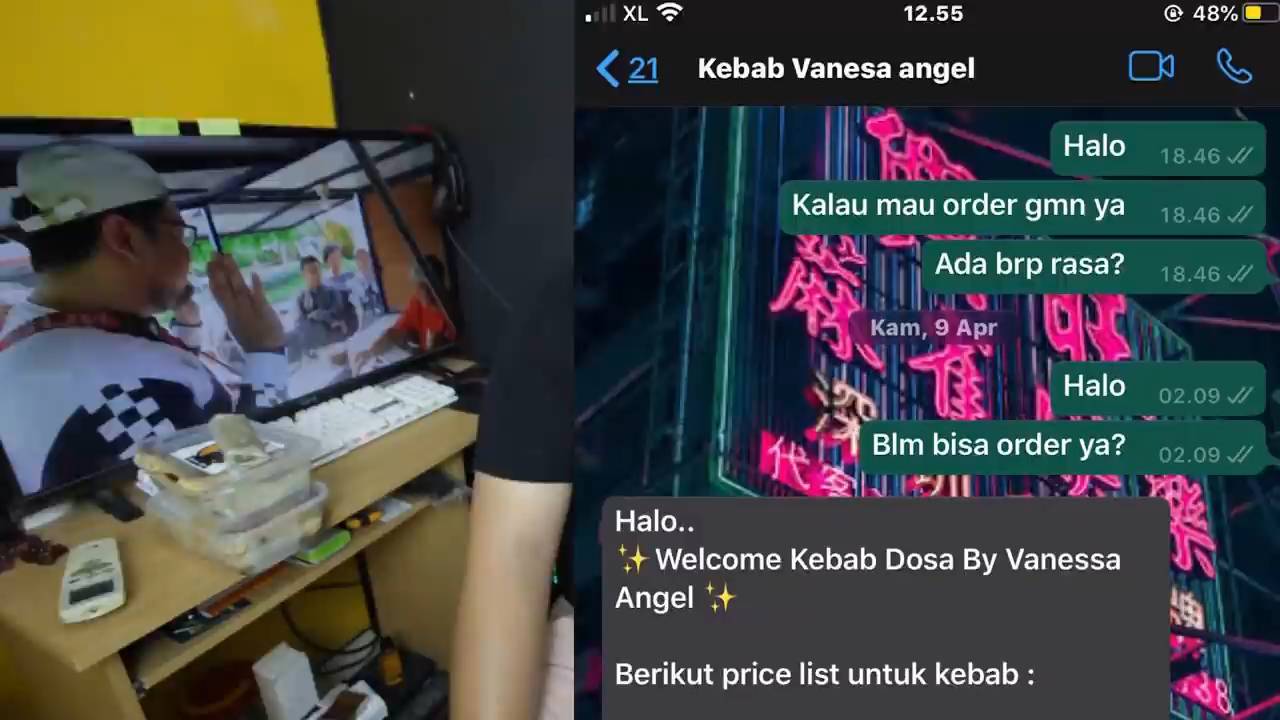 XL
12.55
48%
21
Kebab Vanesa angel
Halo
18.46
Kalau mau order gmn ya
18.46
Ada brp rasa?
18.46
Kam, 9 Apr
Halo
02.09
Blm bisa order ya?
02.09
Halo..
✨Welcome Kebab Dosa By Vanessa
Angel ✨
Berikut price list untuk kebab :